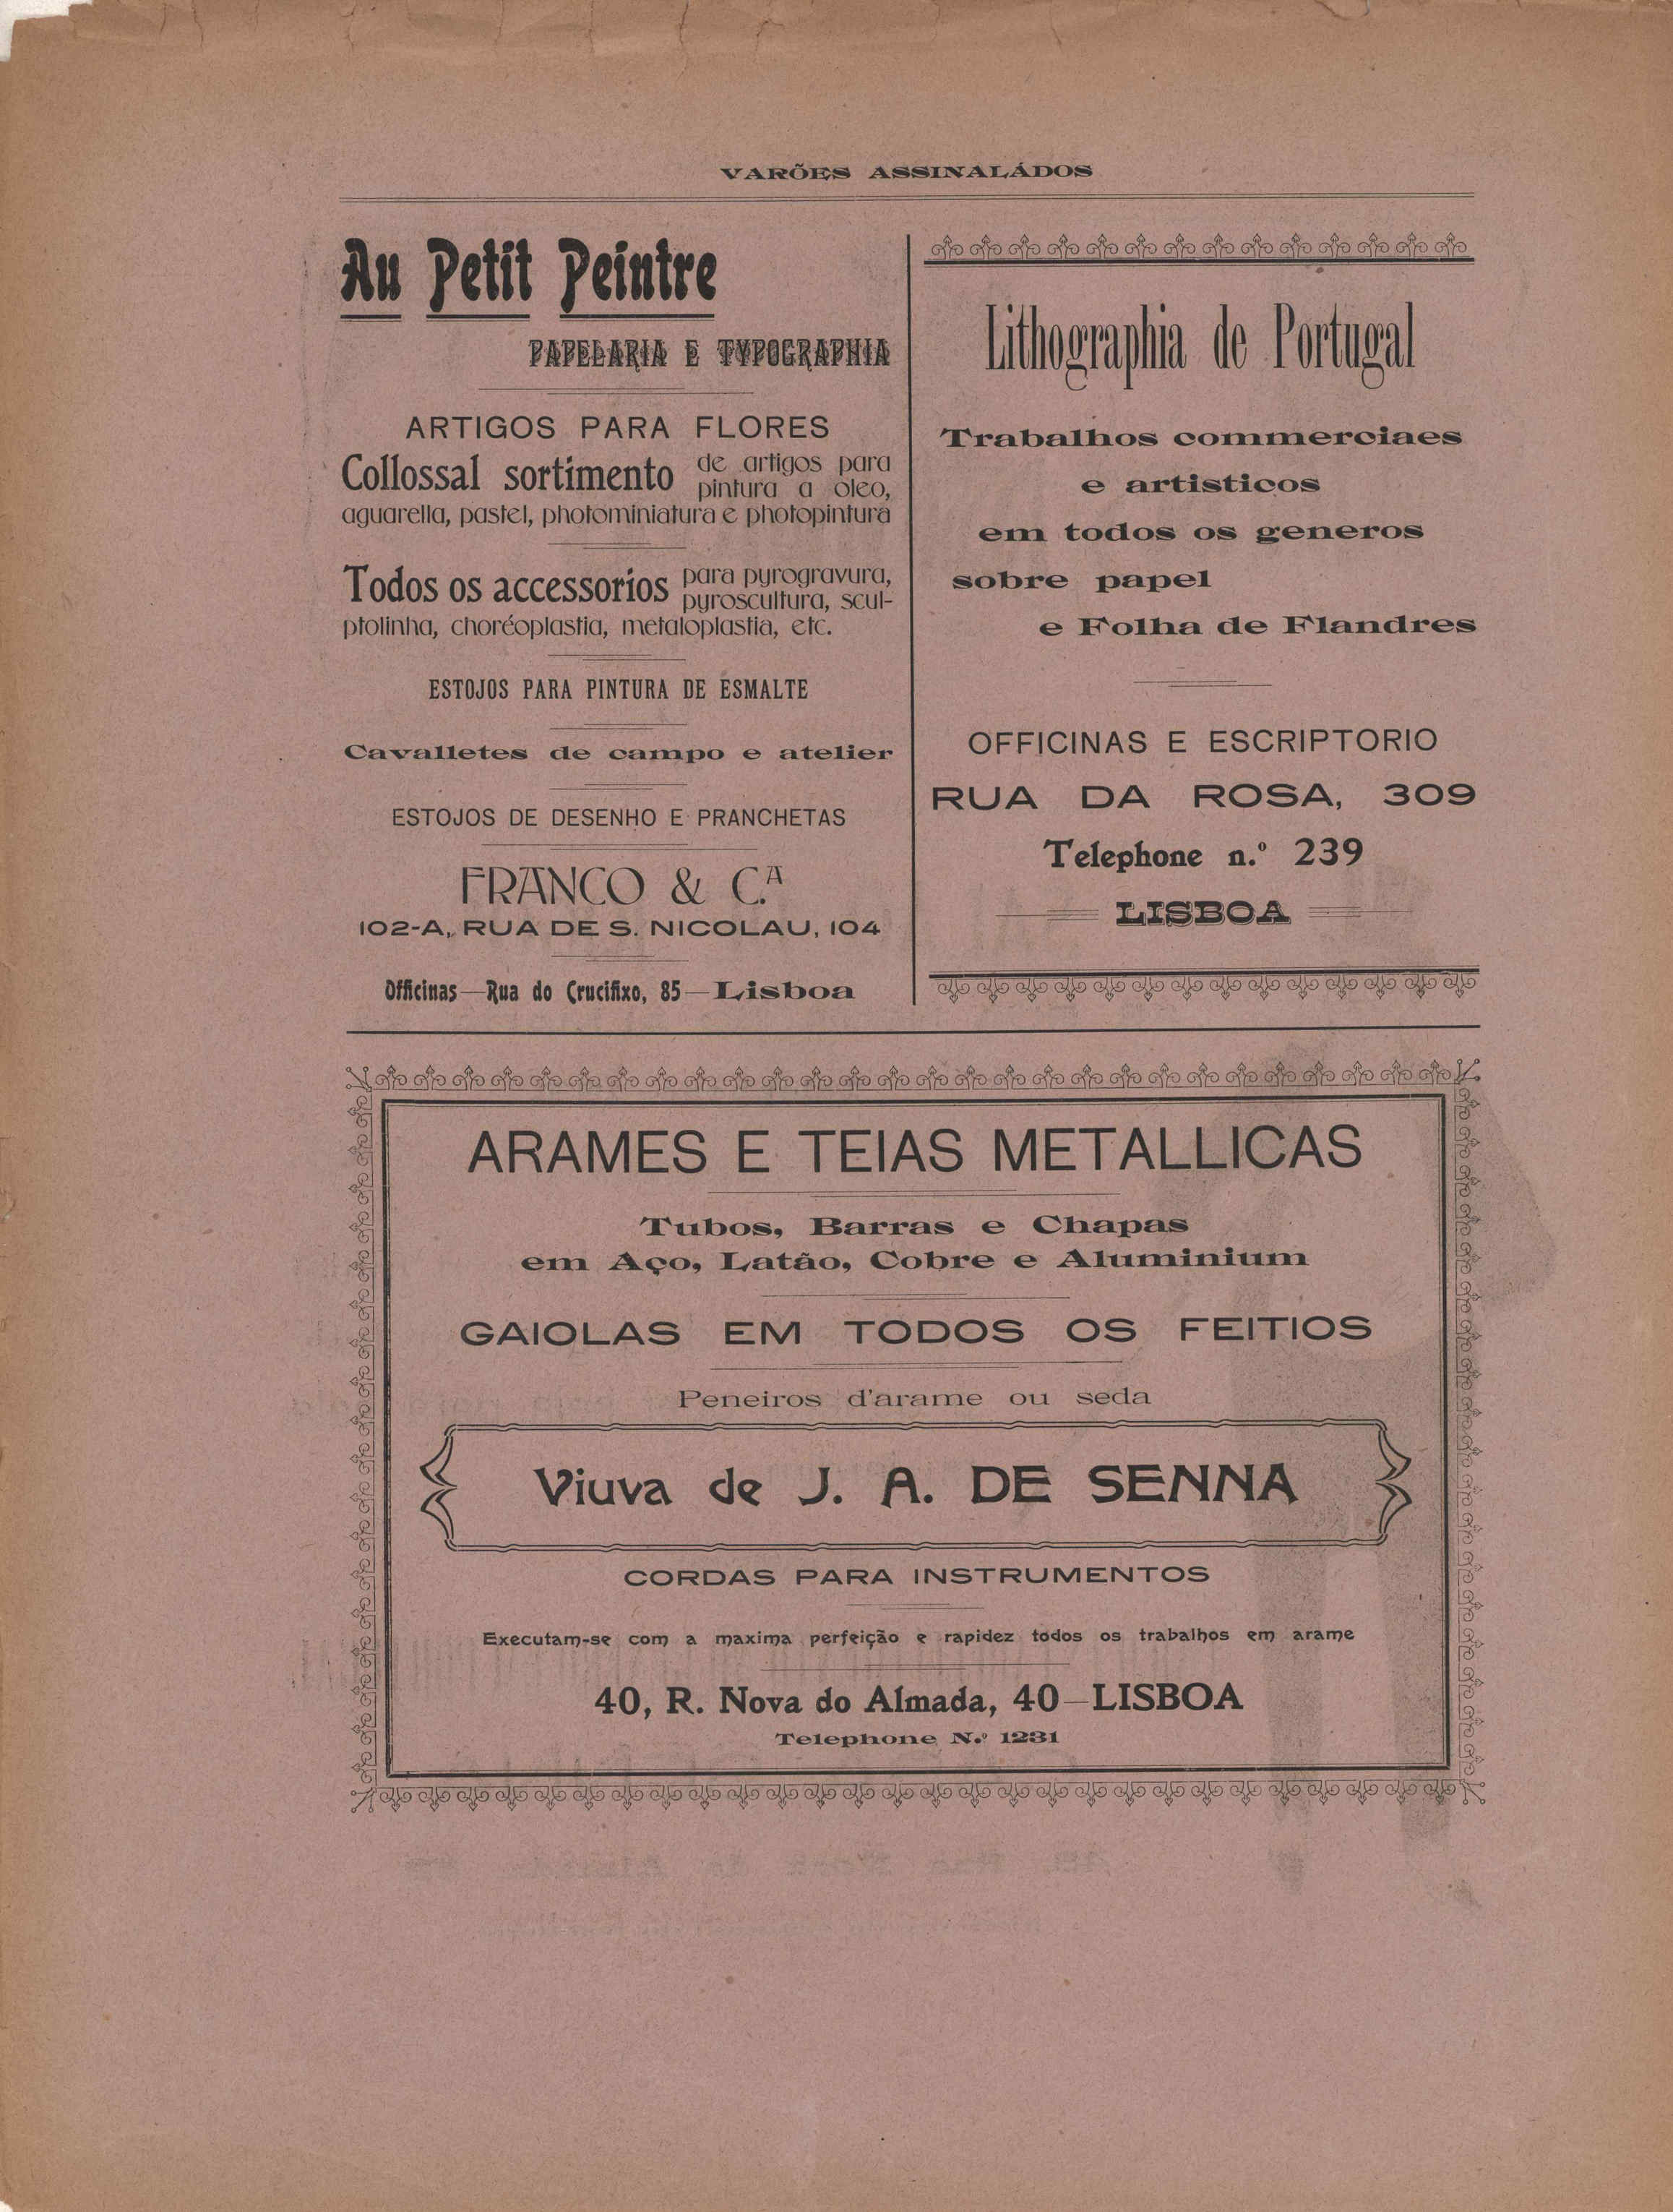 VARÕES ASSINALÁDOS
Au Petit Peintre
PAPELARIA E TYPOGRAPHIA
ARTIGOS PARA FLORES
Collossal sortimento de artigos para
pintura a oleo,
aguarella, pastel, photominiatura e photopintura
Todos os accessorios para pyrogravura,
pyroscultura, scul-
ptolinha, choréoplastia, metaloplastia, etc.
ESTOJOS PARA PINTURA DE ESMALTE
Cavalletes de campo e atelier
ESTOJOS DE DESENHO E PRANCHETAS
FRANCO & C.A
102-A, RUA DE S. NICOLAU, 104
Officinas—Rua do Crucifixo, 85—Lisboa
Lithographia de Portugal
Trabalhos commerciaes
e artisticos
em todos os generos
sobre papel
e Folha de Flandres
OFFICINAS E ESCRIPTORIO
RUA DA ROSA, 309
Telephone n.º 239
LISBOA
ARAMES E TEIAS METALLICAS
Tubos, Barras e Chapas
em Aço, Latão, Cobre e Aluminium
GAIOLAS EM TODOS OS FEITIOS
Peneiros d'arame ou seda
Viuva de J. A. DE SENNA
CORDAS PARA INSTRUMENTOS
Executam-se com a maxima perfeição e rapidez todos os trabalhos em arame
40, R. Nova do Almada, 40—LISBOA
Telephone N.º 1231